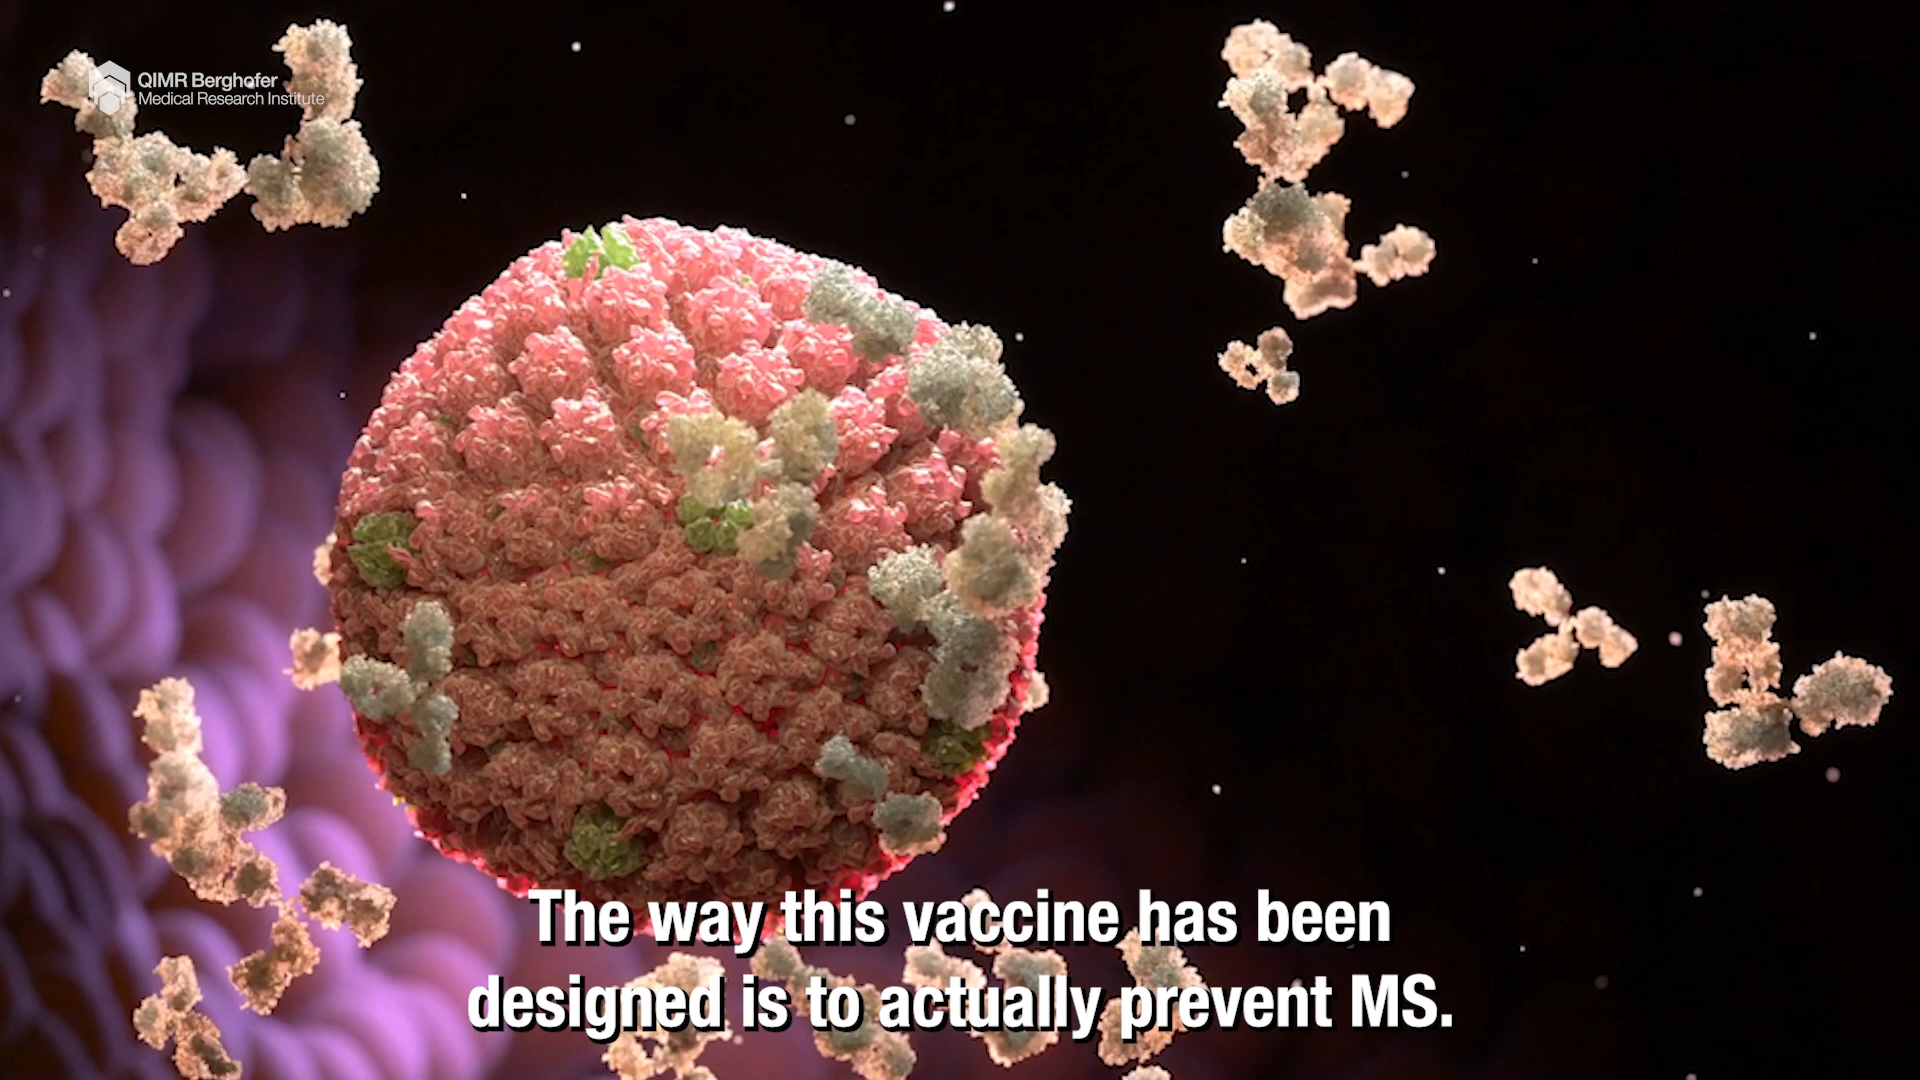 QIMR Berghofer
Medical Research Institute
The way this vaccine has been
designed is to actually prevent MS.